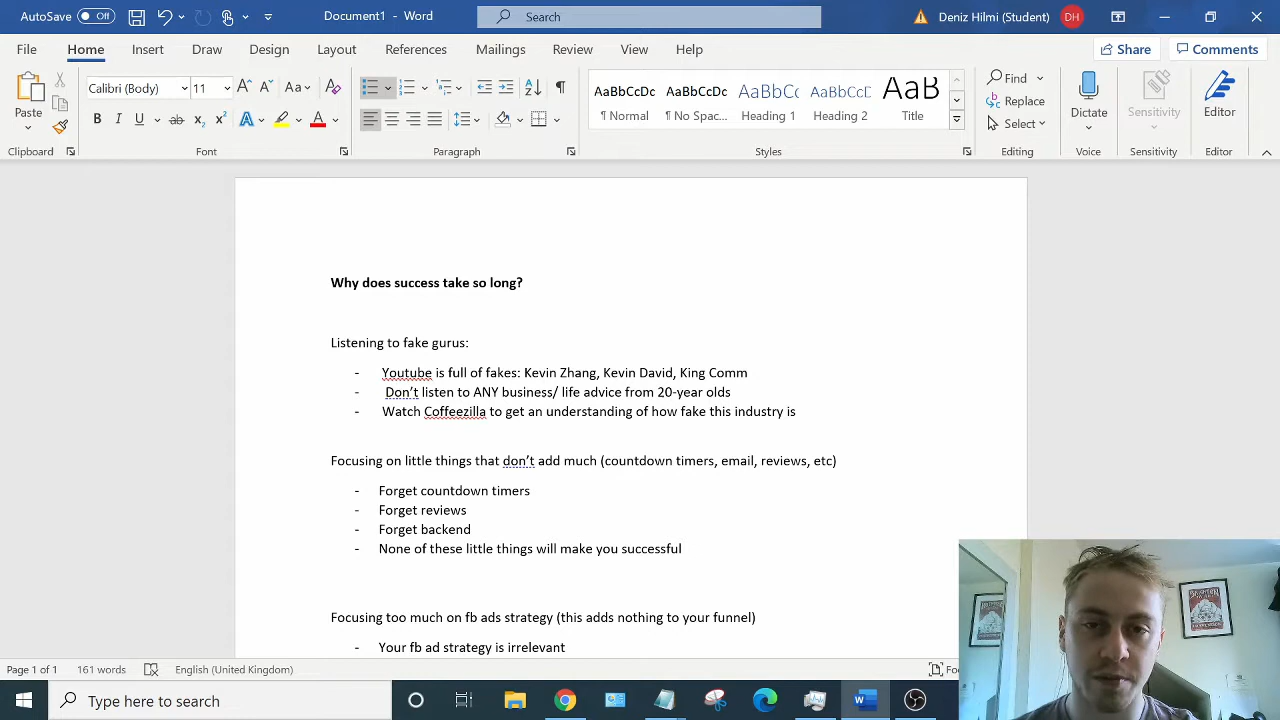 AutoSave Off Document1 - Word Search Deniz Hilmi (Student) DH
File Home Insert Draw Design Layout References Mailings Review View Help Share Comments
Paste Calibri (Body) 11 Aa AaBbCcDc AaBbCcDc AaBbCc AaBbCcD AaB Find Replace Select Dictate Sensitivity Editor
¶ Normal ¶ No Spac... Heading 1 Heading 2 Title
Clipboard Font Paragraph Styles Editing Voice Sensitivity Editor
Why does success take so long?
Listening to fake gurus:
- Youtube is full of fakes: Kevin Zhang, Kevin David, King Comm
- Don't listen to ANY business/ life advice from 20-year olds
- Watch Coffeezilla to get an understanding of how fake this industry is
Focusing on little things that don't add much (countdown timers, email, reviews, etc)
- Forget countdown timers
- Forget reviews
- Forget backend
- None of these little things will make you successful
Focusing too much on fb ads strategy (this adds nothing to your funnel)
- Your fb ad strategy is irrelevant
Page 1 of 1 161 words English (United Kingdom)
Type here to search